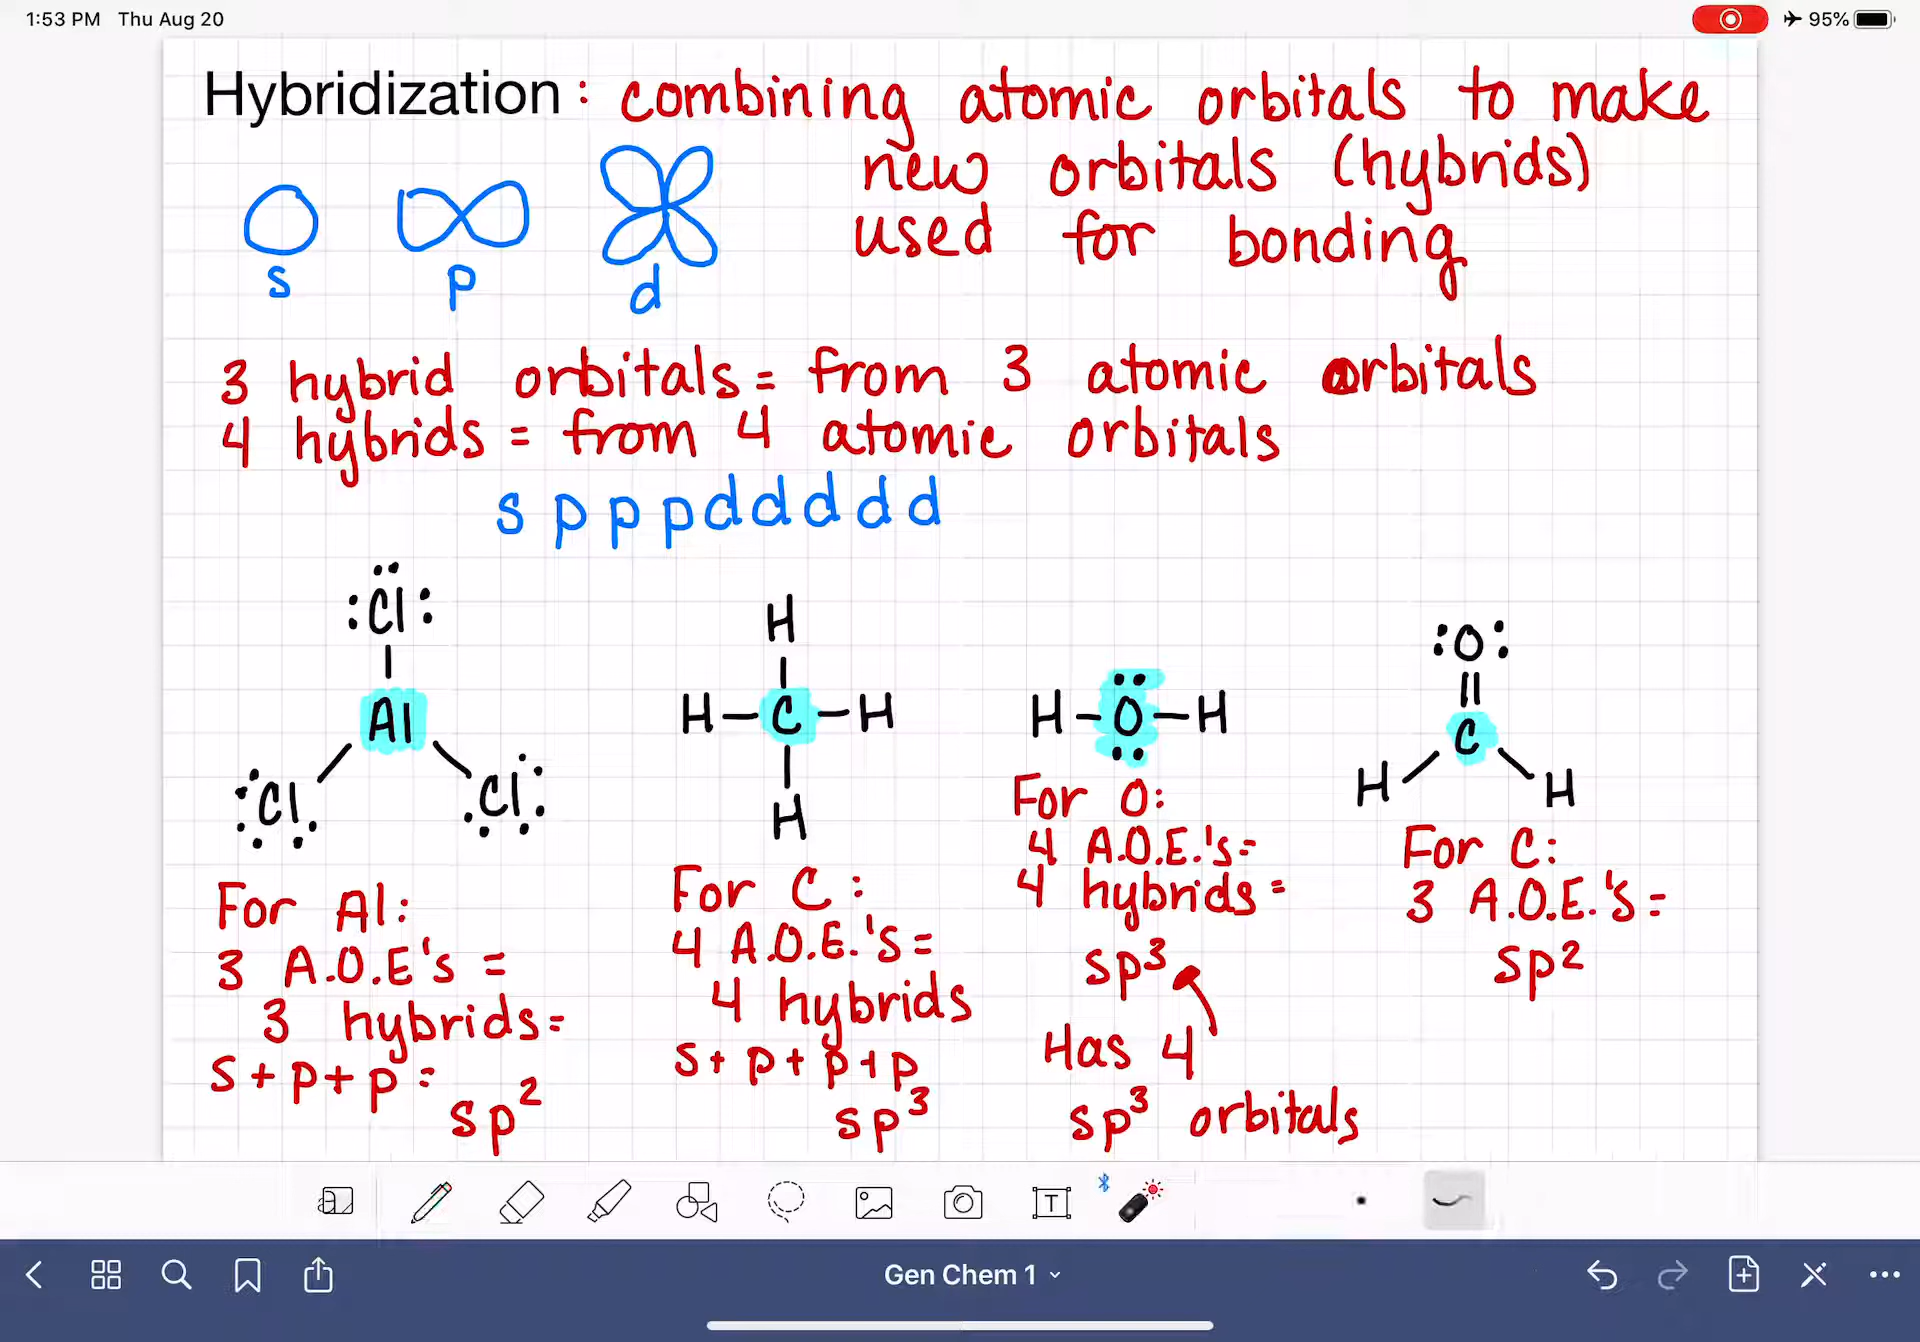 1:53 PM Thu Aug 20
95%
Hybridization : combining atomic orbitals to make
new orbitals (hybrids)
used for bonding
s p d
3 hybrid orbitals = from 3 atomic orbitals
4 hybrids = from 4 atomic orbitals
s p p p d d d d d
:Cl:
Al
:Cl
Cl:
H
H–C–H
H
H–O–H
:O:
C
H H
For Al:
3 A.O.E's =
3 hybrids=
s+p+p=
sp²
For C:
4 A.O.E.'s=
4 hybrids
s+p+p+p
sp³
For O:
4 A.O.E.'s=
4 hybrids=
sp³
Has 4
sp³ orbitals
For C:
3 A.O.E.'s=
sp²
T
Gen Chem 1